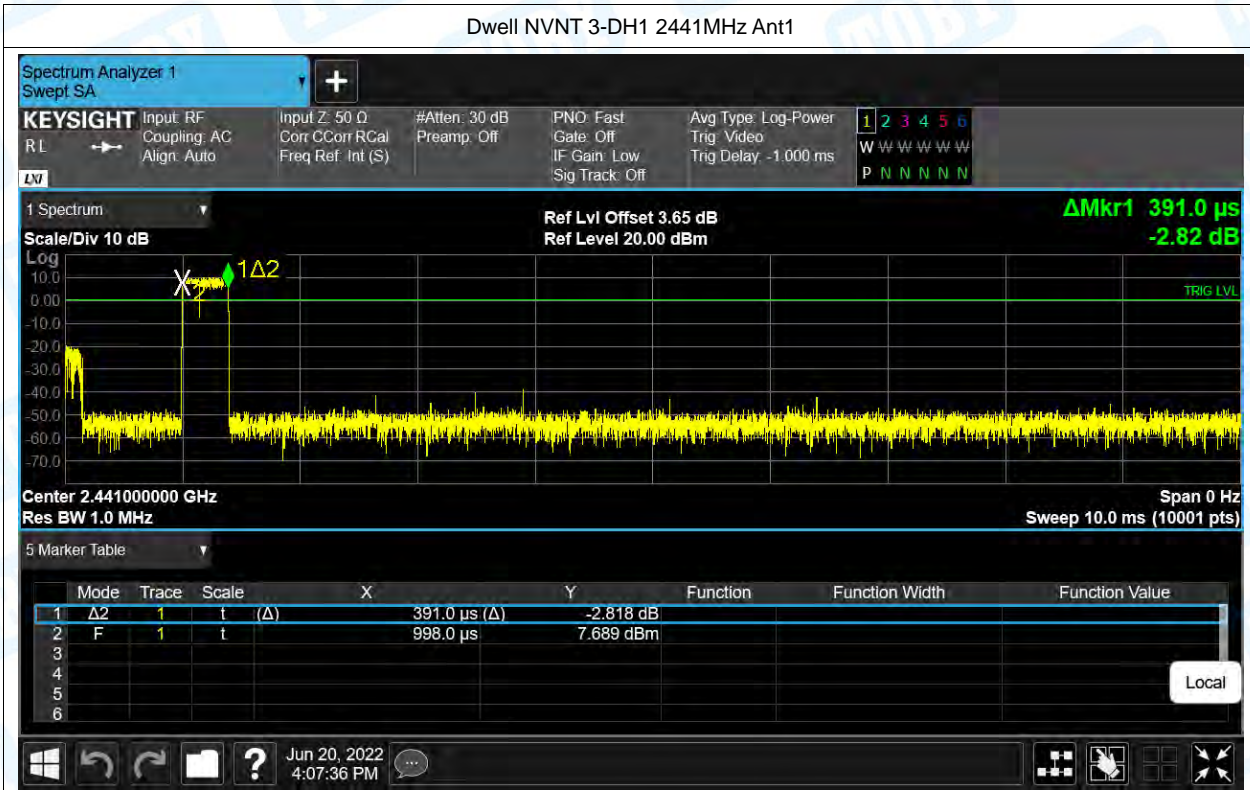 Dwell NVNT 3-DH1 2441MHz Ant1
Spectrum Analyzer 1
Swept SA
+
KEYSIGHT Input: RF Input Z: 50 Ω #Atten: 30 dB PNO: Fast Avg Type: Log-Power 1 2 3 4 5 6
RL Coupling: AC Corr CCorr RCal Preamp: Off Gate: Off Trig: Video W W W W W W
Align: Auto Freq Ref: Int (S) IF Gain: Low Trig Delay: -1.000 ms
LXI Sig Track: Off P N N N N N
1 Spectrum Ref Lvl Offset 3.65 dB ΔMkr1 391.0 µs
Scale/Div 10 dB Ref Level 20.00 dBm -2.82 dB
Log
10.0 1Δ2
2
0.00 TRIG LVL
-10.0
-20.0
-30.0
-40.0
-50.0
-60.0
-70.0
Center 2.441000000 GHz Span 0 Hz
Res BW 1.0 MHz Sweep 10.0 ms (10001 pts)
5 Marker Table
Mode Trace Scale X Y Function Function Width Function Value
1 Δ2 1 t (Δ) 391.0 µs (Δ) -2.818 dB
2 F 1 t 998.0 µs 7.689 dBm
3
4
5
6
Local
? Jun 20, 2022
4:07:36 PM